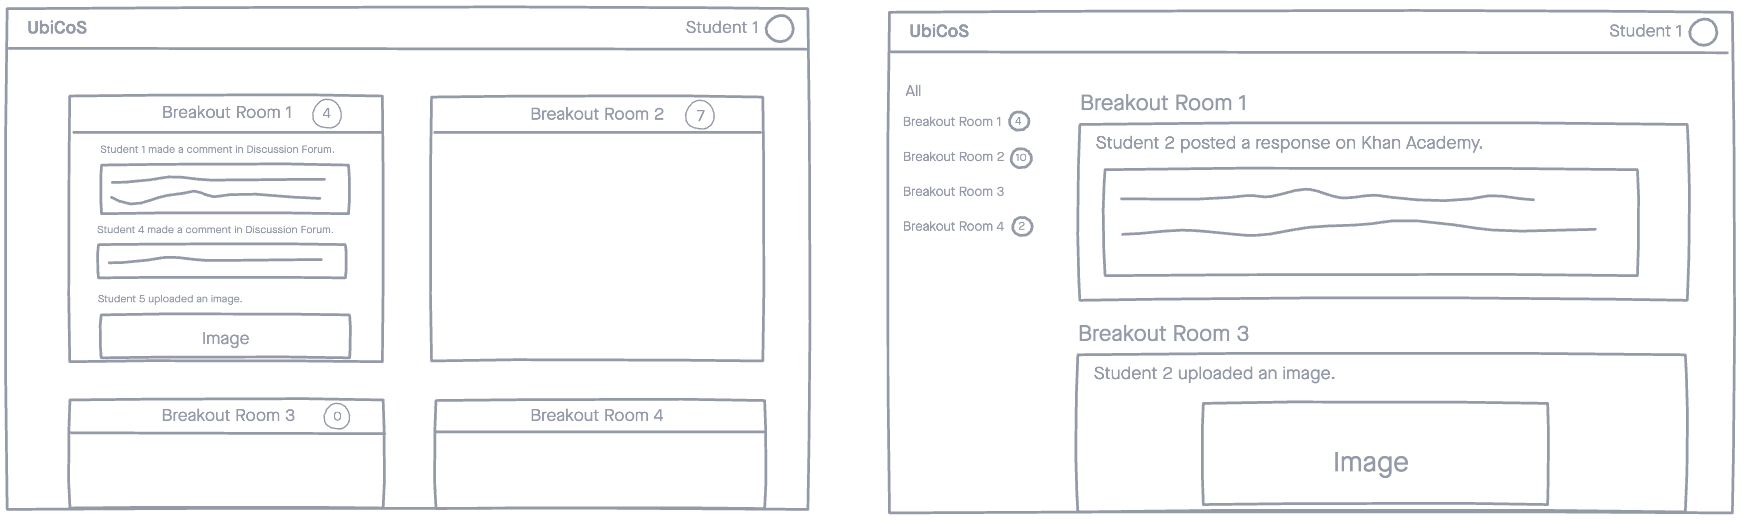 UbiCoS
Student 1
Breakout Room 1 4
Student 1 made a comment in Discussion Forum.
Student 4 made a comment in Discussion Forum.
Student 5 uploaded an image.
Image
Breakout Room 2 7
Breakout Room 3 0
Breakout Room 4
UbiCoS
Student 1
All
Breakout Room 1 4
Breakout Room 2 10
Breakout Room 3
Breakout Room 4 2
Breakout Room 1
Student 2 posted a response on Khan Academy.
Breakout Room 3
Student 2 uploaded an image.
Image